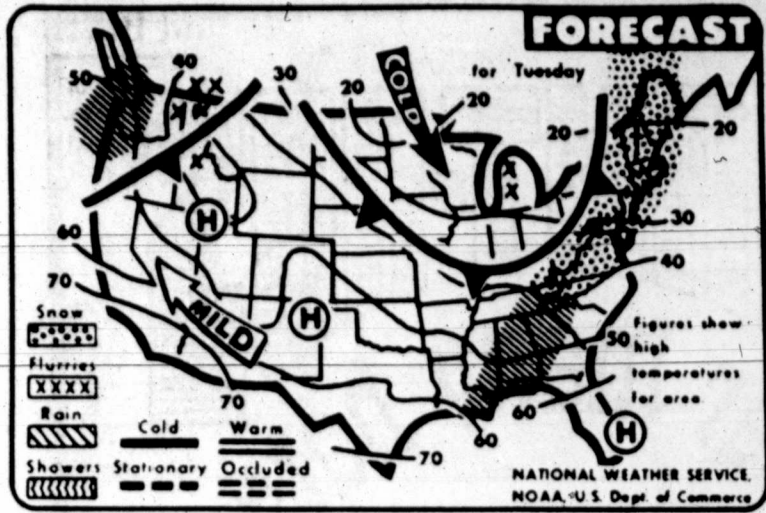 FORECAST
for Tuesday
50
40
30
20
COLD
20
20
20
30
40
50
60
70
H
H
MILD
70
60
70
60
H
Figures show
high
temperatures
for area.
Snow
Flurries
XXXX
Rain
Showers
Cold
Warm
Stationary
Occluded
NATIONAL WEATHER SERVICE,
NOAA, U.S. Dept. of Commerce